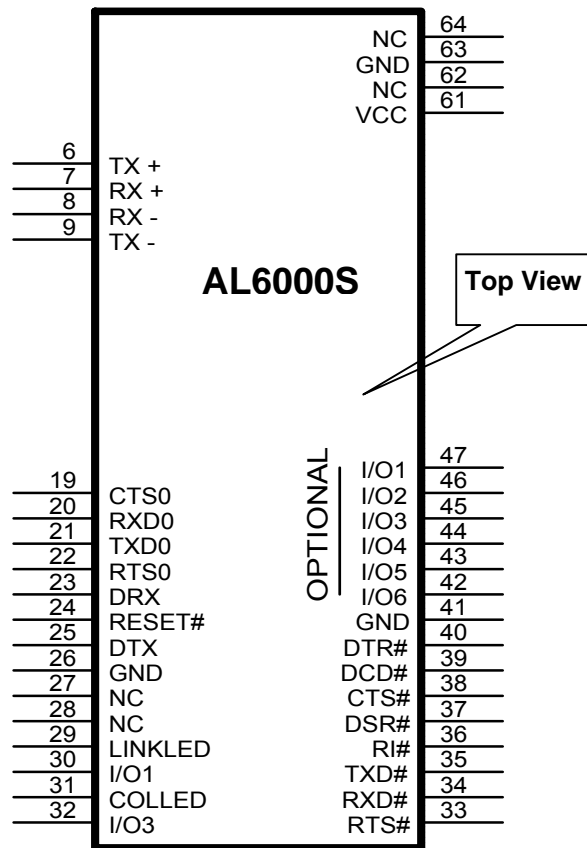 64
NC
63
GND
62
NC
61
VCC
6
TX +
7
RX +
8
RX -
9
TX -
AL6000S
Top View
19
CTS0
20
RXD0
21
TXD0
22
RTS0
23
DRX
24
RESET#
25
DTX
26
GND
27
NC
28
NC
29
LINKLED
30
I/O1
31
COLLED
32
I/O3
OPTIONAL
47
I/O1
46
I/O2
45
I/O3
44
I/O4
43
I/O5
42
I/O6
41
GND
40
DTR#
39
DCD#
38
CTS#
37
DSR#
36
RI#
35
TXD#
34
RXD#
33
RTS#